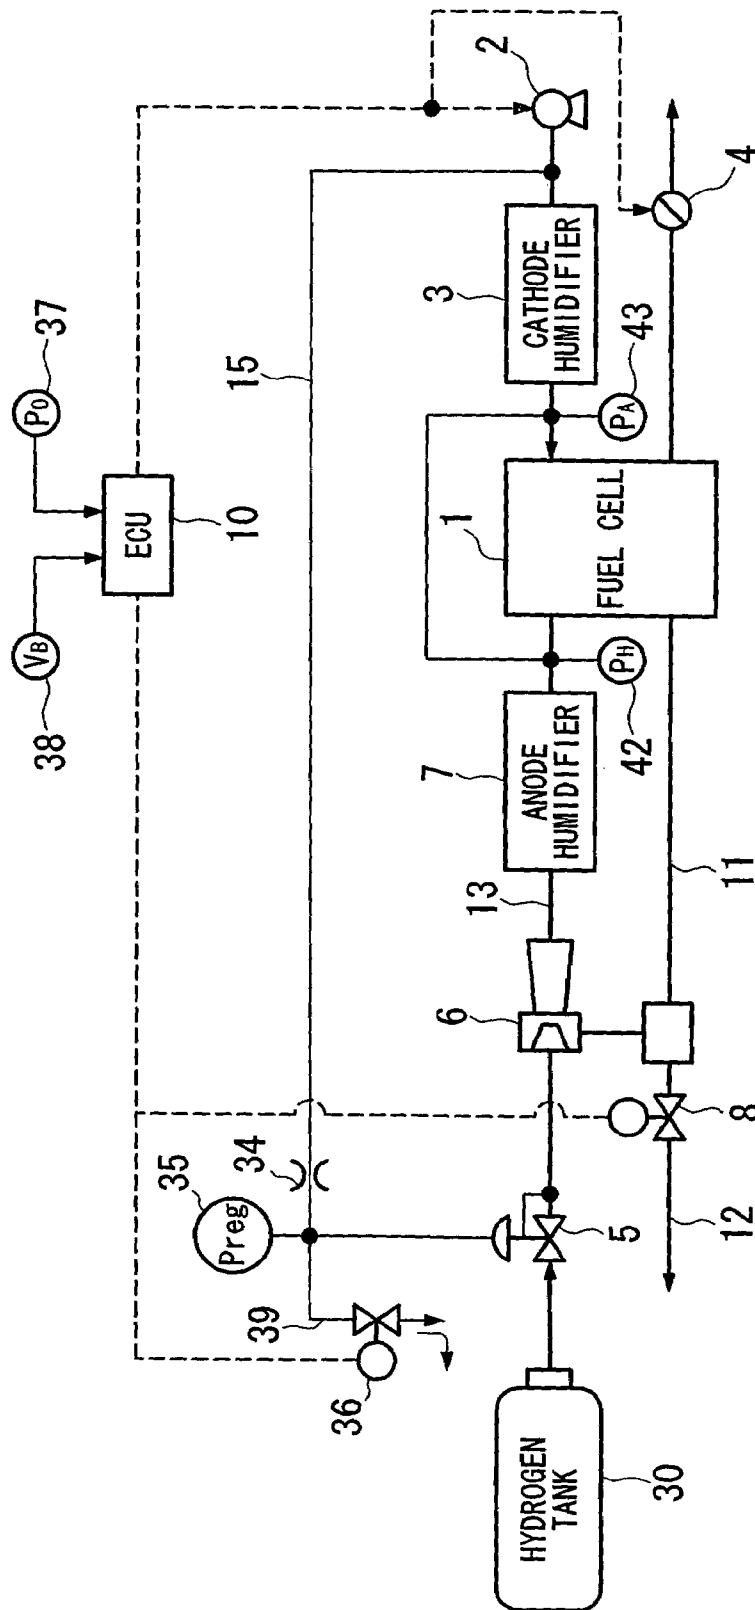 38
VB
P0
37
ECU
10
15
2
35
Preg
34
39
36
6
13
7
ANODE
HUMIDIFIER
PH
42
1
FUEL CELL
3
CATHODE
HUMIDIFIER
PA
43
4
HYDROGEN
TANK
30
5
12
8
11